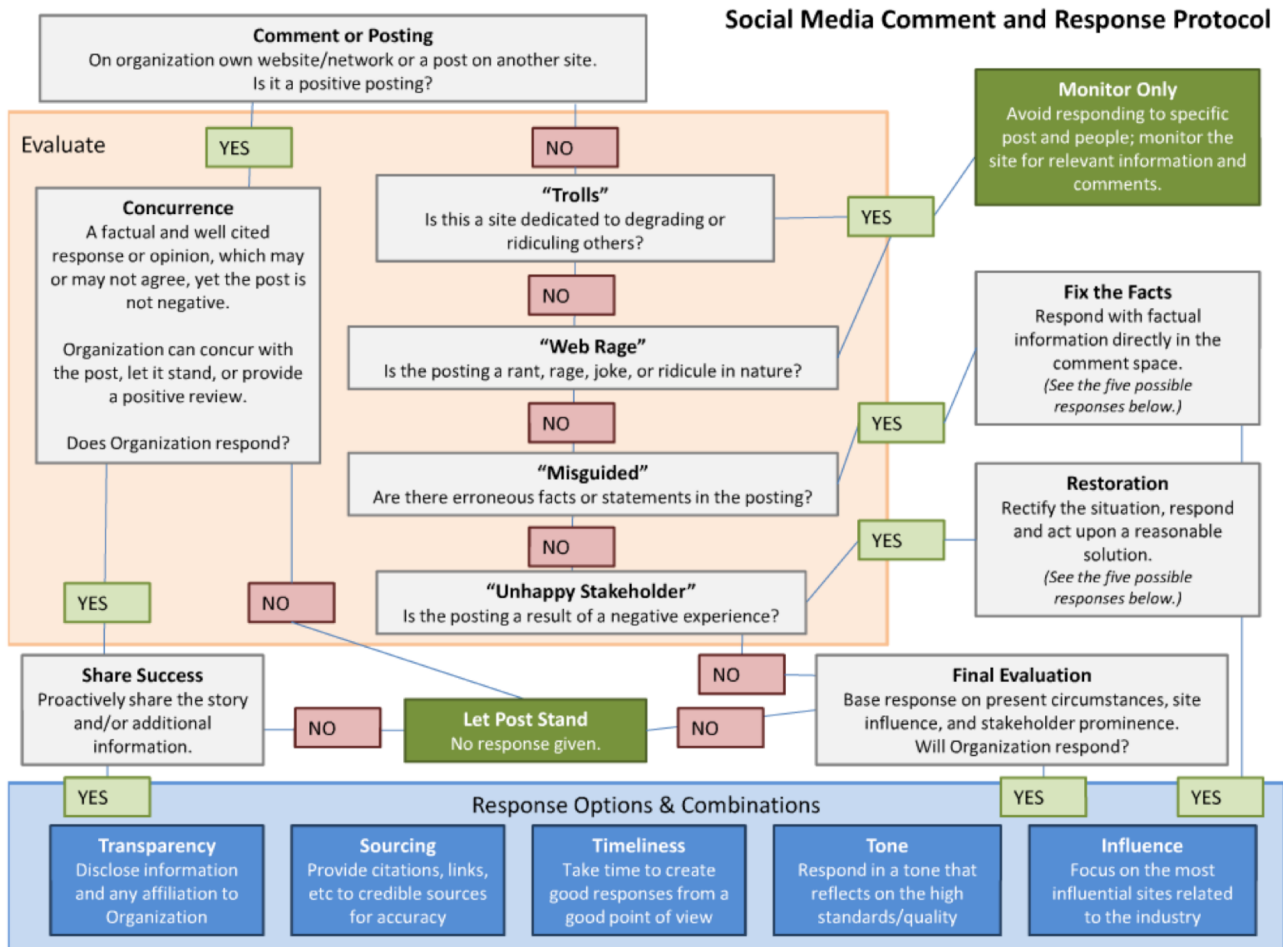 Social Media Comment and Response Protocol
Comment or Posting
On organization own website/network or a post on another site.
Is it a positive posting?
Monitor Only
Avoid responding to specific
post and people; monitor the
site for relevant information and
comments.
Evaluate
YES
NO
Concurrence
A factual and well cited
response or opinion, which may
or may not agree, yet the post is
not negative.
Organization can concur with
the post, let it stand, or provide
a positive review.
Does Organization respond?
“Trolls”
Is this a site dedicated to degrading or
ridiculing others?
YES
NO
“Web Rage”
Is the posting a rant, rage, joke, or ridicule in nature?
Fix the Facts
Respond with factual
information directly in the
comment space.
(See the five possible
responses below.)
NO
YES
“Misguided”
Are there erroneous facts or statements in the posting?
Restoration
Rectify the situation, respond
and act upon a reasonable
solution.
(See the five possible
responses below.)
NO
YES
“Unhappy Stakeholder”
Is the posting a result of a negative experience?
YES
NO
Share Success
Proactively share the story
and/or additional
information.
NO
Let Post Stand
No response given.
NO
NO
Final Evaluation
Base response on present circumstances, site
influence, and stakeholder prominence.
Will Organization respond?
YES
YES
YES
Response Options & Combinations
Transparency
Disclose information
and any affiliation to
Organization
Sourcing
Provide citations, links,
etc to credible sources
for accuracy
Timeliness
Take time to create
good responses from a
good point of view
Tone
Respond in a tone that
reflects on the high
standards/quality
Influence
Focus on the most
influential sites related
to the industry